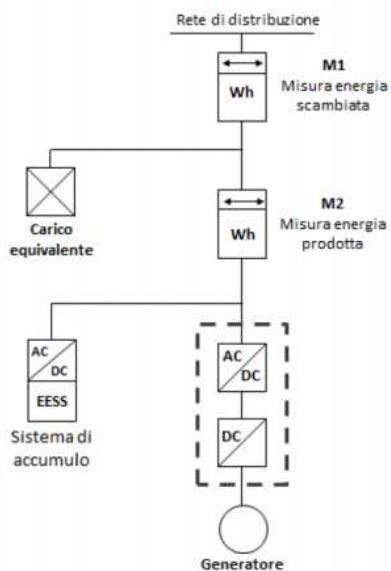 Rete di distribuzione
Wh
M1
Misura energia
scambiata
Carico
equivalente
Wh
M2
Misura energia
prodotta
AC
DC
EESS
Sistema di
accumulo
AC
DC
DC
Generatore